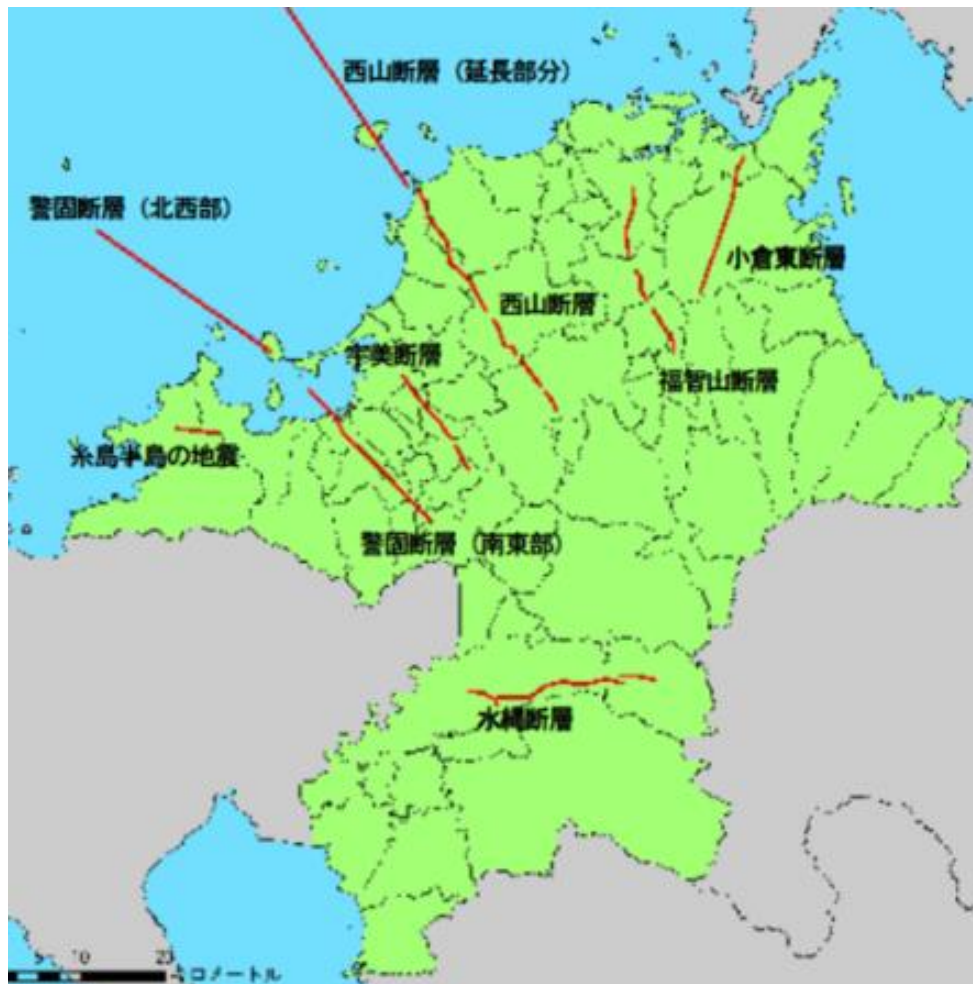 西山断層（延長部分）
警固断層（北西部）
小倉東断層
西山断層
宇美断層
福智山断層
糸島半島の地震
警固断層（南東部）
水縄断層
10
キロメートル